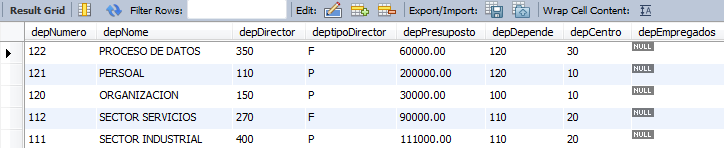 Result Grid Filter Rows: Edit: Export/Import: Wrap Cell Content: IA
depNumero depNome depDirector deptipoDirector depPresuposto depDepende depCentro depEmpregados
122 PROCESO DE DATOS 350 F 60000.00 120 30 NULL
121 PERSOAL 110 P 200000.00 120 10 NULL
120 ORGANIZACION 150 P 30000.00 100 10 NULL
112 SECTOR SERVICIOS 270 F 90000.00 110 20 NULL
111 SECTOR INDUSTRIAL 400 P 111000.00 110 20 NULL